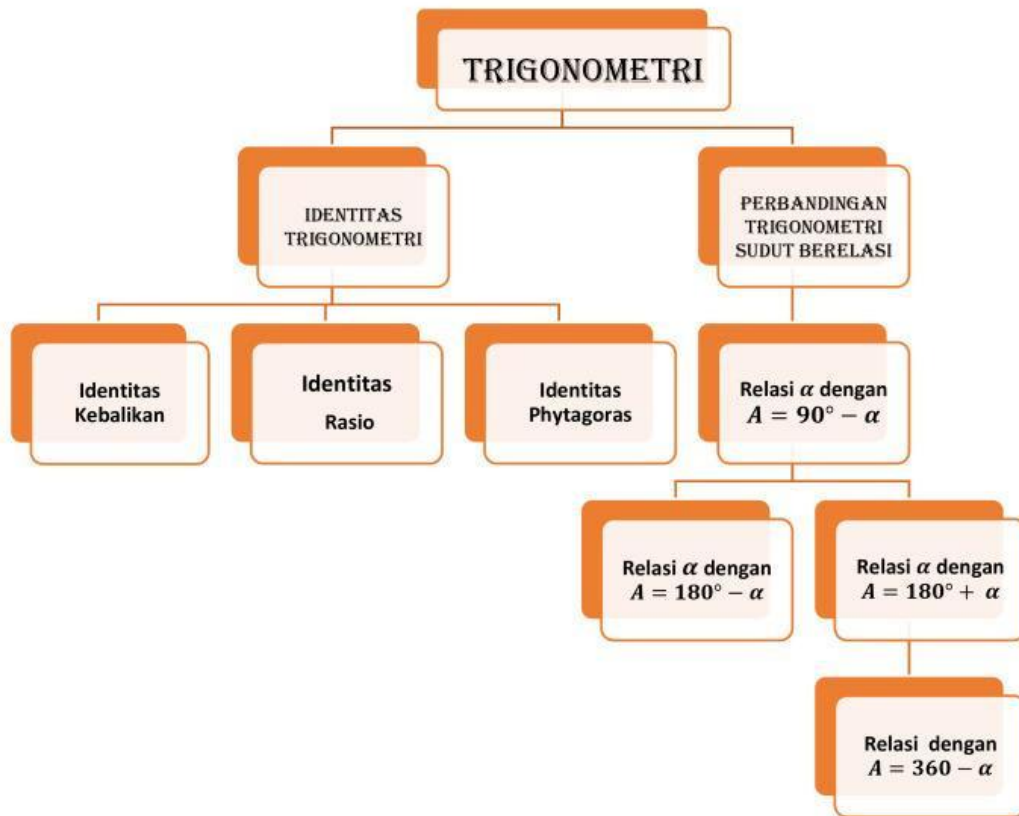 TRIGONOMETRI
IDENTITAS
TRIGONOMETRI
PERBANDINGAN
TRIGONOMETRI
SUDUT BERELASI
Identitas
Kebalikan
Identitas
Rasio
Identitas
Phytagoras
Relasi α dengan
A = 90° − α
Relasi α dengan
A = 180° − α
Relasi α dengan
A = 180° + α
Relasi dengan
A = 360 − α